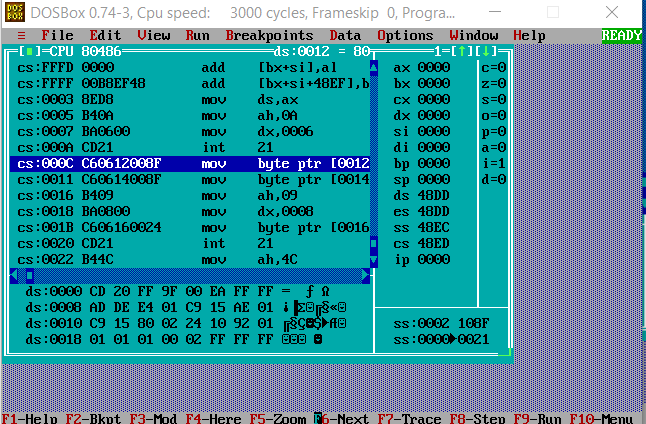 DOSBox 0.74-3, Cpu speed: 3000 cycles, Frameskip 0, Progra...
≡ File Edit View Run Breakpoints Data Options Window Help READY
[■]=CPU 80486 ds:0012 = 80 1=[↑][↓]
cs:FFFD 0000 add [bx+si],al ax 0000 c=0
cs:FFFF 00B8EF48 add [bx+si+48EF],b bx 0000 z=0
cs:0003 8ED8 mov ds,ax cx 0000 s=0
cs:0005 B40A mov ah,0A dx 0000 o=0
cs:0007 BA0600 mov dx,0006 si 0000 p=0
cs:000A CD21 int 21 di 0000 a=0
cs:000C C60612008F mov byte ptr [0012 bp 0000 i=1
cs:0011 C60614008F mov byte ptr [0014 sp 0000 d=0
cs:0016 B409 mov ah,09 ds 48DD
cs:0018 BA0800 mov dx,0008 es 48DD
cs:001B C606160024 mov byte ptr [0016 ss 48EC
cs:0020 CD21 int 21 cs 48ED
cs:0022 B44C mov ah,4C ip 0000
ds:0000 CD 20 FF 9F 00 EA FF FF = ƒ Ω
ds:0008 AD DE E4 01 C9 15 AE 01 ¡▐Σ☺╔§«☺
ds:0010 C9 15 80 02 24 10 92 01 ╔§Ç☻$►Æ☺
ds:0018 01 01 01 00 02 FF FF FF ☺☺☺ ☻
ss:0002 108F
ss:0000►0021
F1-Help F2-Bkpt F3-Mod F4-Here F5-Zoom F6-Next F7-Trace F8-Step F9-Run F10-Menu